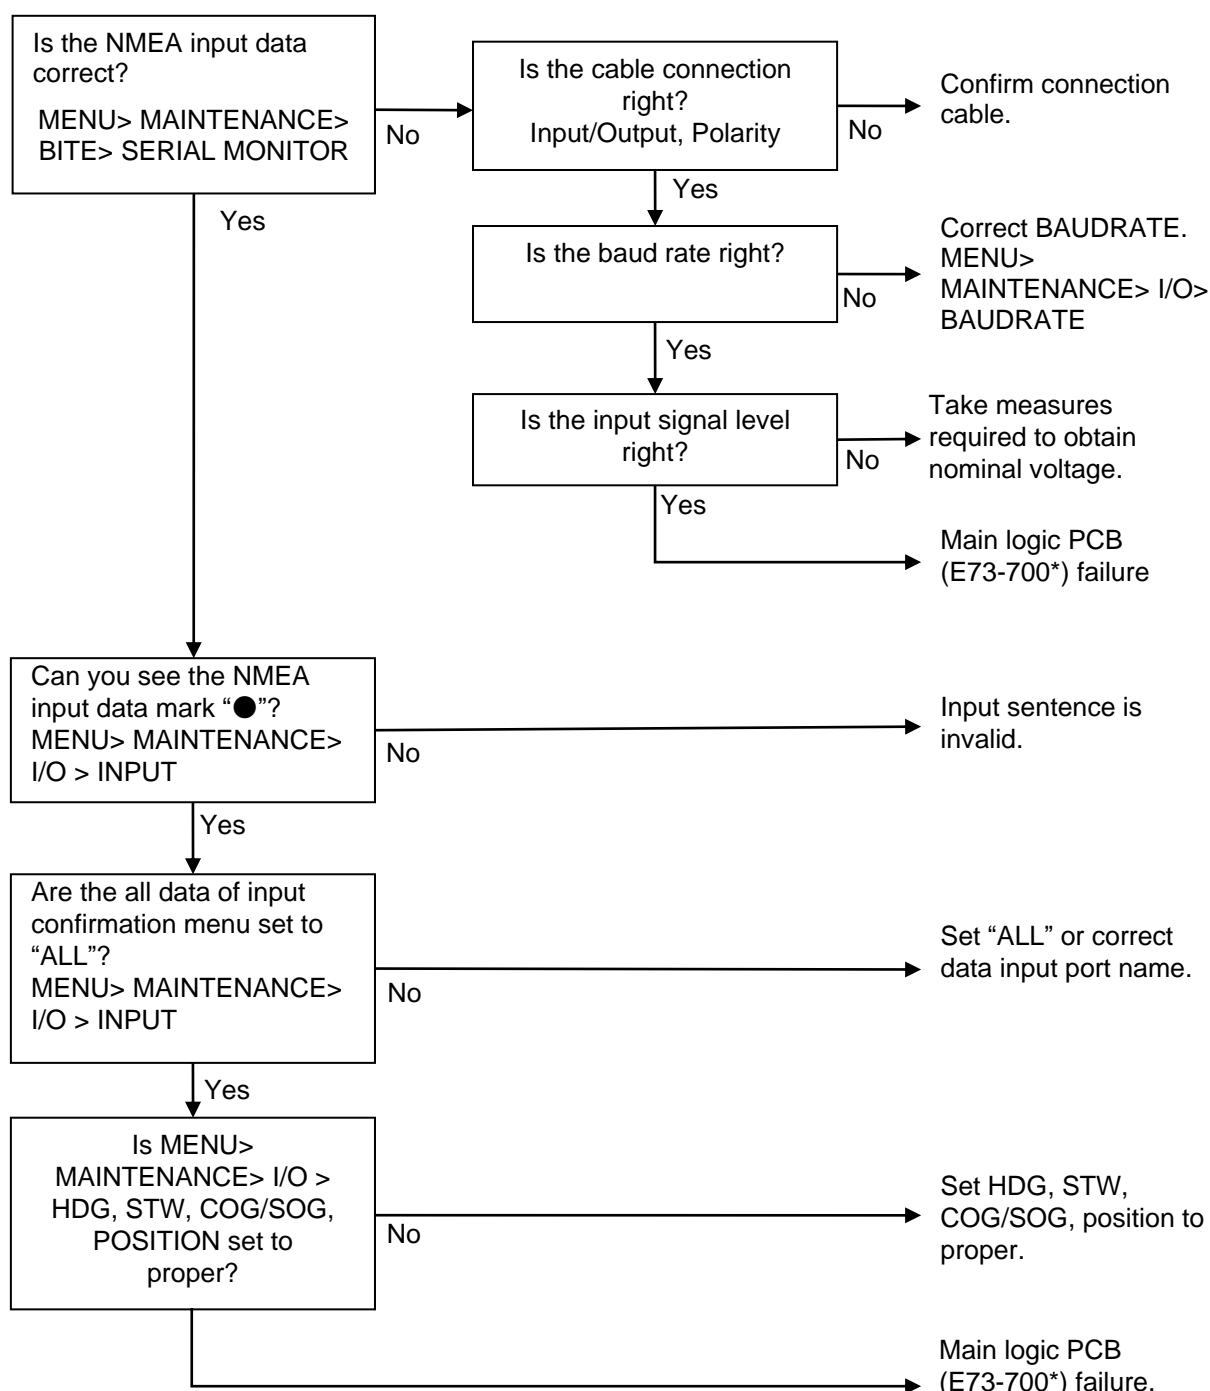 Is the NMEA input data
correct?
MENU> MAINTENANCE>
BITE> SERIAL MONITOR
No
Yes
Is the cable connection
right?
Input/Output, Polarity
No
Confirm connection
cable.
Yes
Is the baud rate right?
No
Correct BAUDRATE.
MENU>
MAINTENANCE> I/O>
BAUDRATE
Yes
Is the input signal level
right?
No
Take measures
required to obtain
nominal voltage.
Yes
Main logic PCB
(E73-700*) failure
Can you see the NMEA
input data mark “●”?
MENU> MAINTENANCE>
I/O > INPUT
No
Input sentence is
invalid.
Yes
Are the all data of input
confirmation menu set to
“ALL”?
MENU> MAINTENANCE>
I/O > INPUT
No
Set “ALL” or correct
data input port name.
Yes
Is MENU>
MAINTENANCE> I/O >
HDG, STW, COG/SOG,
POSITION set to
proper?
No
Set HDG, STW,
COG/SOG, position to
proper.
Main logic PCB
(E73-700*) failure.